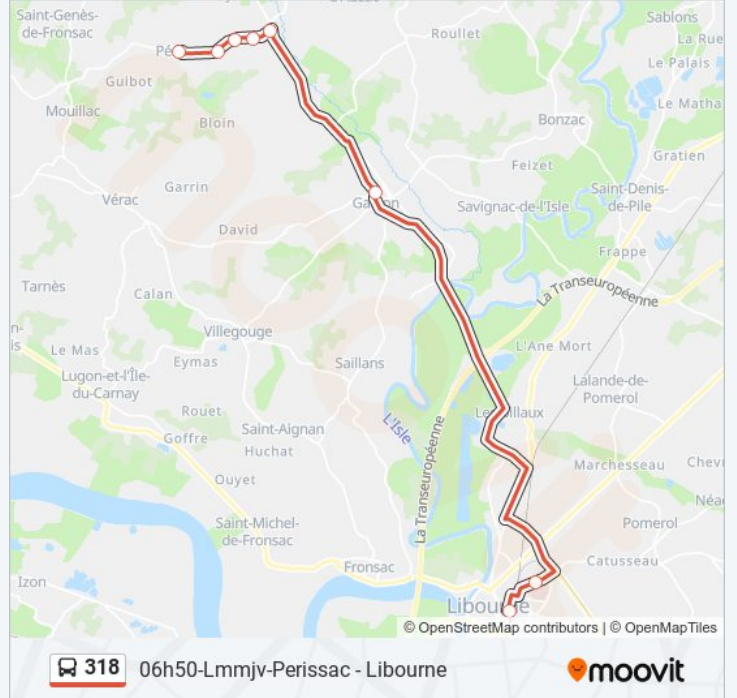 Saint-Genès-
de-Fronsac
Sablons
Roullet
La Rue
Le Palais
Guibot
Mouillac
Le Matha
Bloin
Bonzac
Gratien
Feizet
Garrin
Vérac
Savignac-de-l'Isle
Saint-Denis-
de-Pile
David
Frappe
Tarnès
Calan
La Transeuropéenne
Villegouge
Le Mas
L'Ane Mort
Eymas
Saillans
Lugon-et-l'Île-
du-Carnay
Lalande-de-
Pomerol
Rouet
L'Isle
Goffre
Saint-Aignan
Huchat
Marchesseau
Ouyet
La Transeuropéenne
Saint-Michel-
de-Fronsac
Pomerol
Fronsac
Catusseau
Izon
Libourne
© OpenStreetMap contributors | © OpenMapTiles
318
06h50-Lmmjv-Perissac - Libourne
moovit